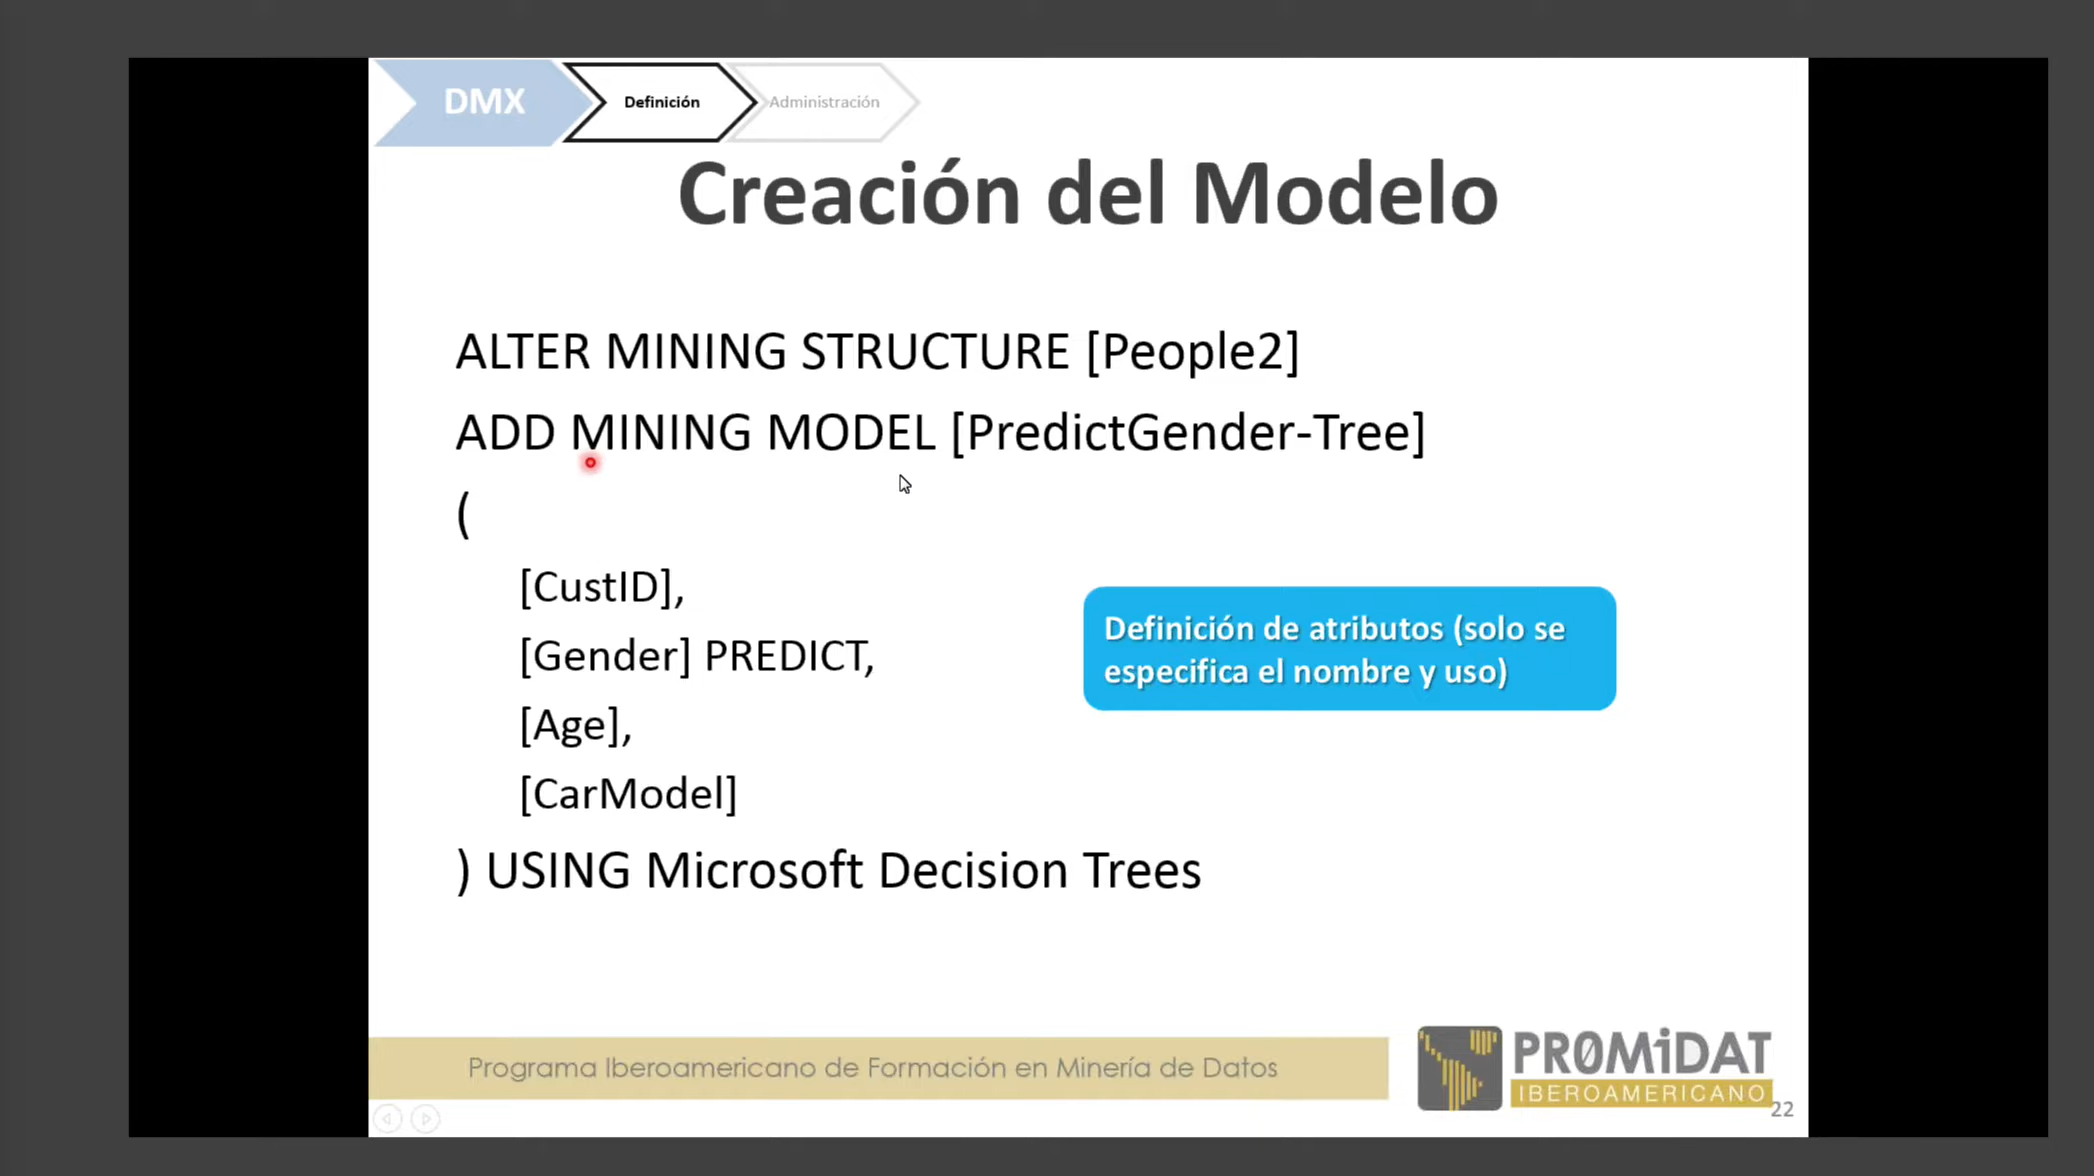 DMX
Definición
Administración
Creación del Modelo
ALTER MINING STRUCTURE [People2]
ADD MINING MODEL [PredictGender-Tree]
(
[CustID],
[Gender] PREDICT,
[Age],
[CarModel]
) USING Microsoft Decision Trees
Definición de atributos (solo se
especifica el nombre y uso)
Programa Iberoamericano de Formación en Minería de Datos
PR0MiDAT
IBEROAMERICANO
22